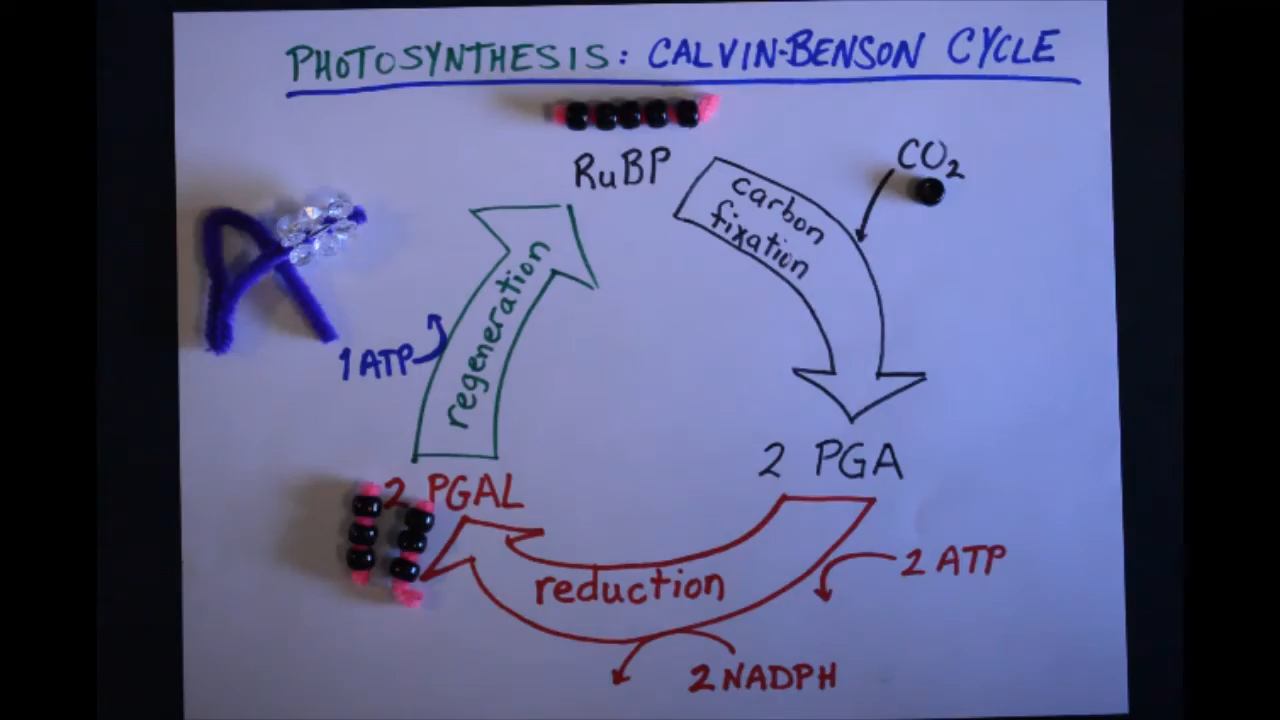 PHOTOSYNTHESIS: CALVIN-BENSON CYCLE
RuBP
CO2
carbon
fixation
regeneration
1 ATP
2 PGA
2 PGAL
reduction
2 ATP
2 NADPH